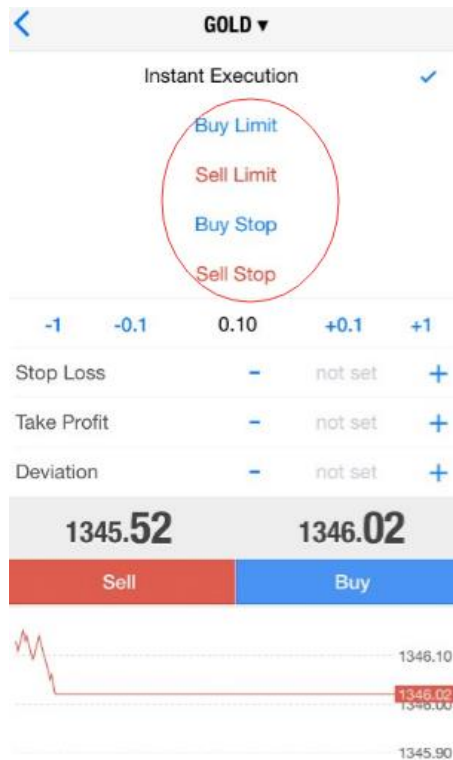 GOLD ▾
Instant Execution ✓
Buy Limit
Sell Limit
Buy Stop
Sell Stop
-1 -0.1 0.10 +0.1 +1
Stop Loss - not set +
Take Profit - not set +
Deviation - not set +
1345.52 1346.02
Sell Buy
1346.10
1346.02
1346.00
1345.90